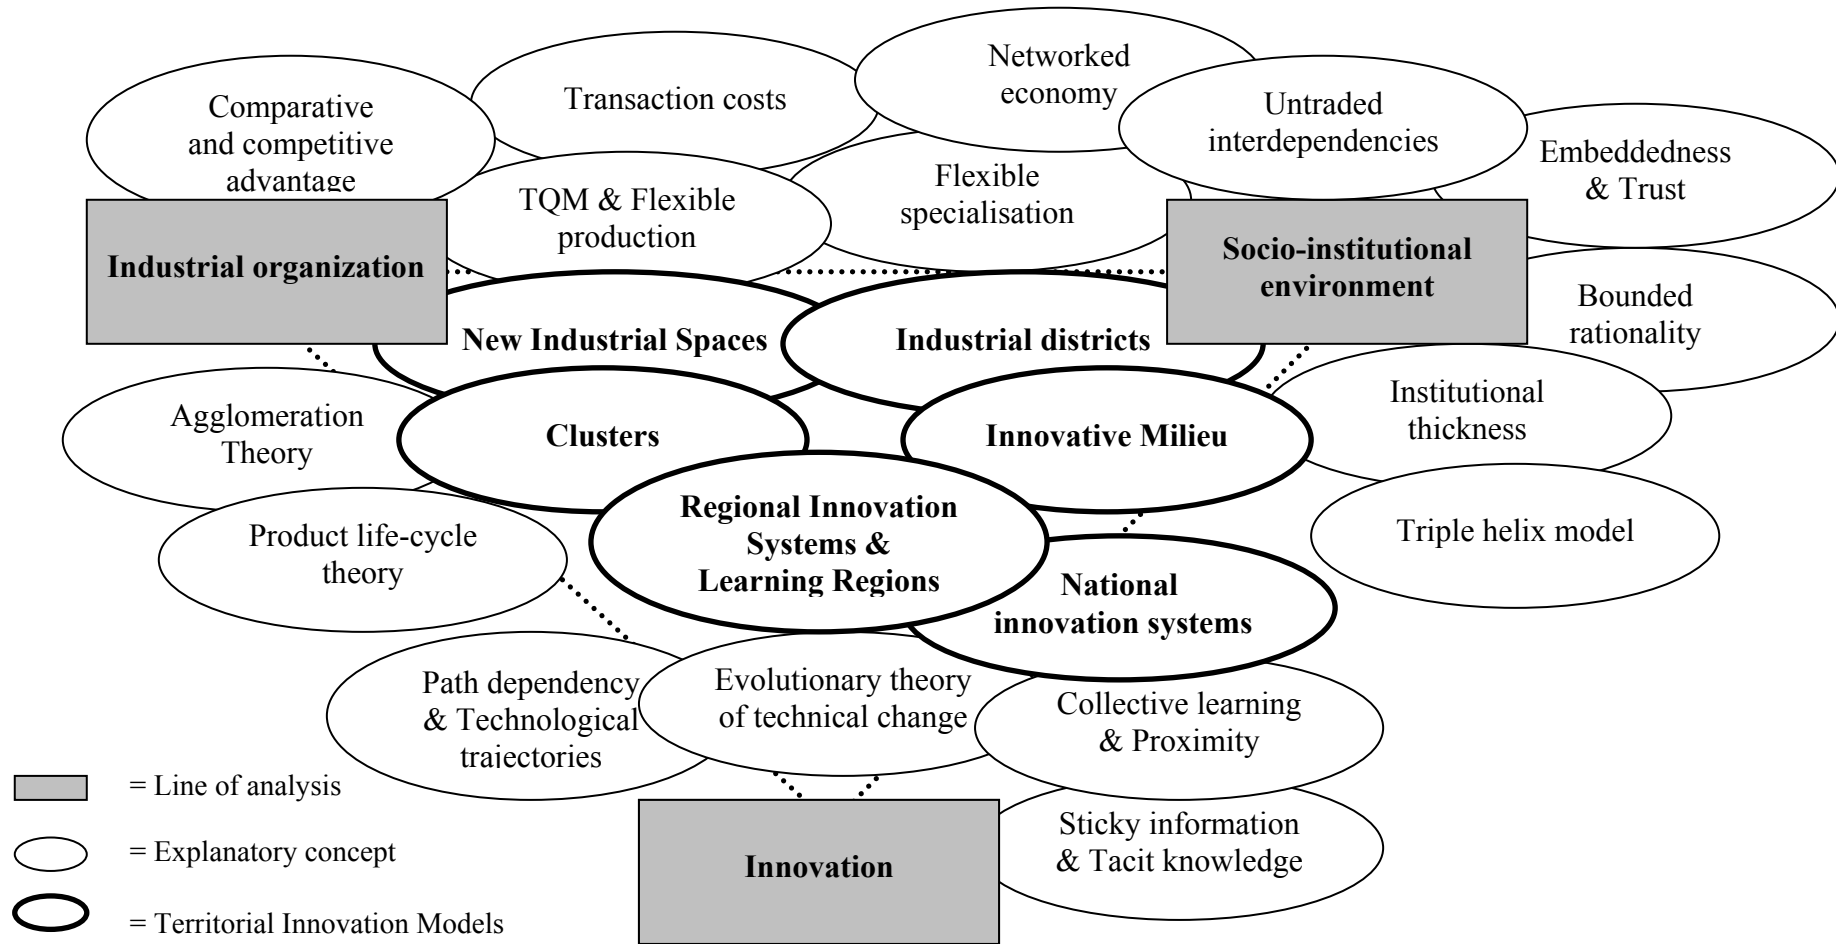 Comparative
and competitive
advantage
Transaction costs
Networked
economy
Untraded
interdependencies
Embeddedness
& Trust
TQM & Flexible
production
Flexible
specialisation
Industrial organization
Socio-institutional
environment
Bounded
rationality
New Industrial Spaces
Industrial districts
Agglomeration
Theory
Clusters
Innovative Milieu
Institutional
thickness
Product life-cycle
theory
Regional Innovation
Systems &
Learning Regions
Triple helix model
National
innovation systems
Path dependency
& Technological
trajectories
Evolutionary theory
of technical change
Collective learning
& Proximity
Sticky information
& Tacit knowledge
Innovation
= Line of analysis
= Explanatory concept
= Territorial Innovation Models